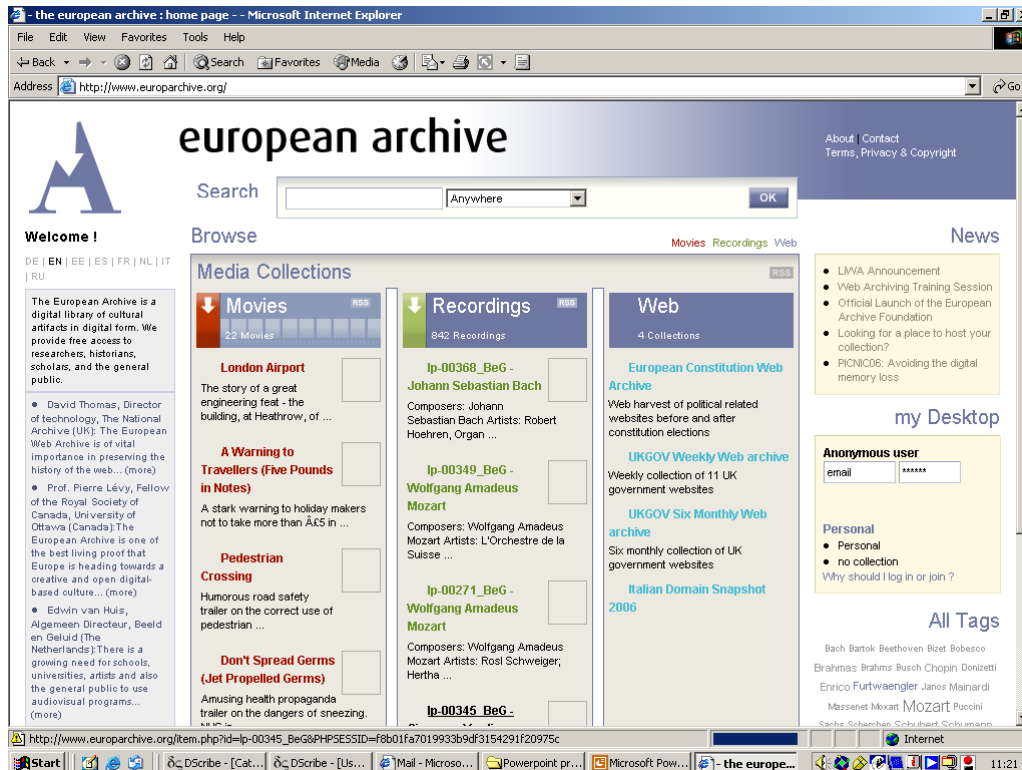 - the european archive : home page - - Microsoft Internet Explorer
File Edit View Favorites Tools Help
Back Search Favorites Media
Address http://www.europarchive.org/ Go
european archive
About | Contact
Terms, Privacy & Copyright
Search Anywhere OK
Welcome !
DE | EN | EE | ES | FR | NL | IT
| RU
The European Archive is a
digital library of cultural
artifacts in digital form. We
provide free access to
researchers, historians,
scholars, and the general
public.
David Thomas, Director
of technology, The National
Archive (UK): The European
Web Archive is of vital
importance in preserving the
history of the web... (more)
Prof. Pierre Lévy, Fellow
of the Royal Society of
Canada, University of
Ottawa (Canada):The
European Archive is one of
the best living proof that
Europe is heading towards a
creative and open digital-
based culture... (more)
Edwin van Huis,
Algemeen Directeur, Beeld
en Geluid (The
Netherlands):There is a
growing need for schools,
universities, artists and also
the general public to use
audiovisual programs...
(more)
Browse
Movies Recordings Web
Media Collections RSS
Movies RSS
22 Movies
London Airport
The story of a great
engineering feat - the
building, at Heathrow, of ...
A Warning to
Travellers (Five Pounds
in Notes)
A stark warning to holiday makers
not to take more than Â£5 in ...
Pedestrian
Crossing
Humorous road safety
trailer on the correct use of
pedestrian ...
Don't Spread Germs
(Jet Propelled Germs)
Amusing health propaganda
trailer on the dangers of sneezing.
Recordings RSS
842 Recordings
lp-00368_BeG -
Johann Sebastian Bach
Composers: Johann
Sebastian Bach Artists: Robert
Hoehren, Organ ...
lp-00349_BeG -
Wolfgang Amadeus
Mozart
Composers: Wolfgang Amadeus
Mozart Artists: L'Orchestre de la
Suisse ...
lp-00271_BeG -
Wolfgang Amadeus
Mozart
Composers: Wolfgang Amadeus
Mozart Artists: Rosl Schweiger;
Hertha ...
lp-00345_BeG -
Web
4 Collections
European Constitution Web
Archive
Web harvest of political related
websites before and after
constitution elections
UKGOV Weekly Web archive
Weekly collection of 11 UK
government websites
UKGOV Six Monthly Web
archive
Six monthly collection of UK
government websites
Italian Domain Snapshot
2006
News
LiWA Announcement
Web Archiving Training Session
Official Launch of the European
Archive Foundation
Looking for a place to host your
collection?
PICNIC06: Avoiding the digital
memory loss
my Desktop
Anonymous user
email ******
Personal
Personal
no collection
Why should I log in or join ?
All Tags
Bach Bartok Beethoven Bizet Bobesco
Brahmas Brahms Busch Chopin Donizetti
Enrico Furtwaengler Janos Mainardi
Massenet Moxart Mozart Puccini
Sachs Scherchen Schubert Schumann
http://www.europarchive.org/item.php?id=lp-00345_BeG&PHPSESSID=f8b01fa7019933b9df3154291f20975c
Internet
Start DScribe - [Cat... DScribe - [Us... Mail - Microso... Powerpoint pr... Microsoft Pow... - the europe... 11:21